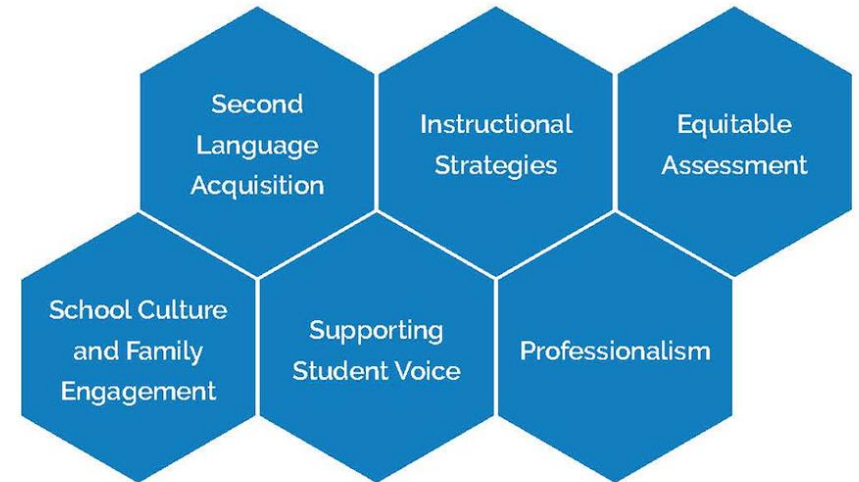 Second
Language
Acquisition
Instructional
Strategies
Equitable
Assessment
School Culture
and Family
Engagement
Supporting
Student Voice
Professionalism